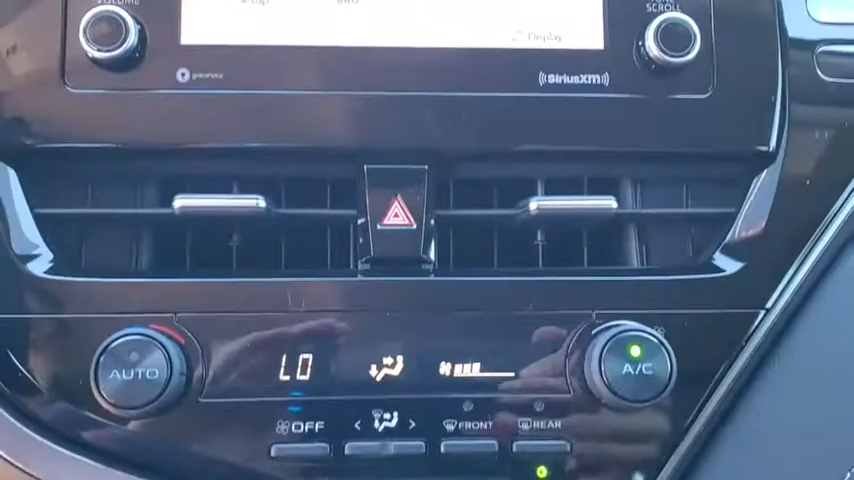 VOLUME
SCROLL
Display
((SiriusXM))
LO
AUTO
A/C
OFF
FRONT
REAR